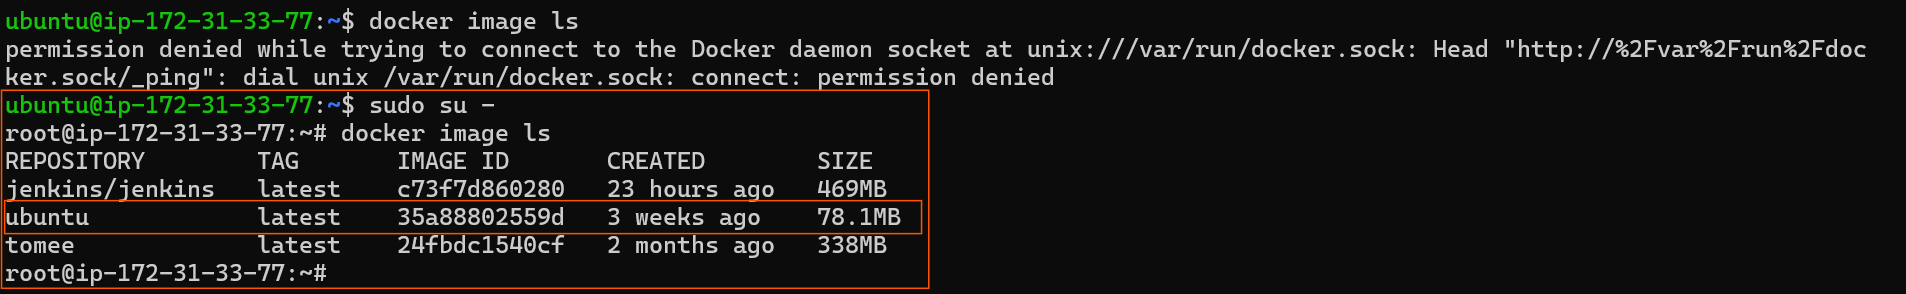 ubuntu@ip-172-31-33-77:~$ docker image ls
permission denied while trying to connect to the Docker daemon socket at unix:///var/run/docker.sock: Head "http://%2Fvar%2Frun%2Fdoc
ker.sock/_ping": dial unix /var/run/docker.sock: connect: permission denied
ubuntu@ip-172-31-33-77:~$ sudo su -
root@ip-172-31-33-77:~# docker image ls
REPOSITORY        TAG       IMAGE ID       CREATED        SIZE
jenkins/jenkins   latest    c73f7d860280   23 hours ago   469MB
ubuntu            latest    35a88802559d   3 weeks ago    78.1MB
tomee             latest    24fbdc1540cf   2 months ago   338MB
root@ip-172-31-33-77:~#